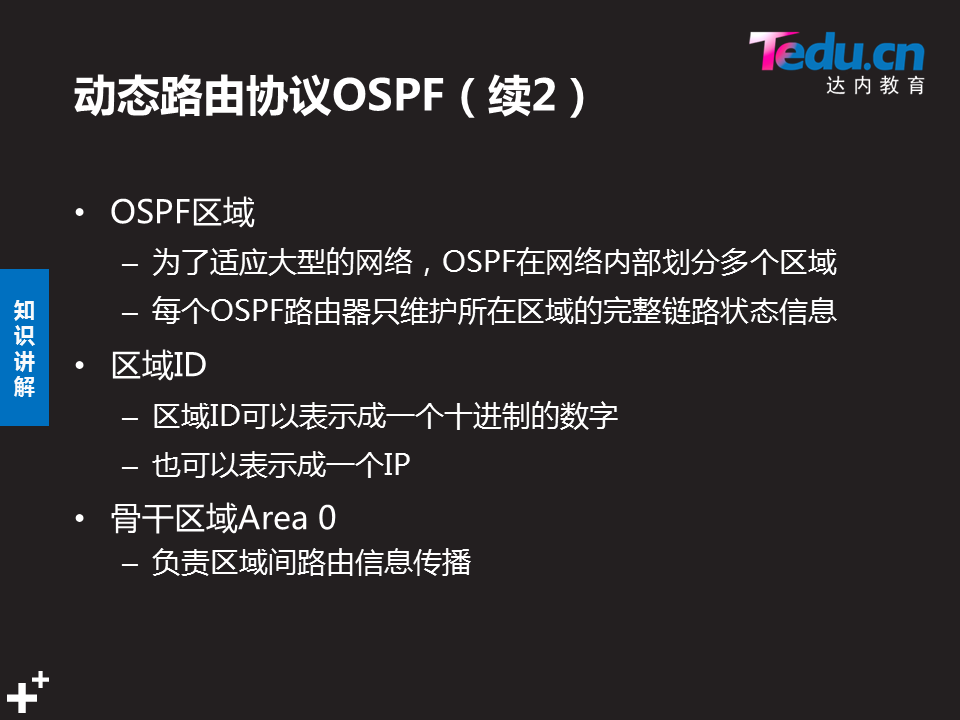 Tedu.cn
达内教育
动态路由协议OSPF（续2）
• OSPF区域
– 为了适应大型的网络，OSPF在网络内部划分多个区域
– 每个OSPF路由器只维护所在区域的完整链路状态信息
知识讲解
• 区域ID
– 区域ID可以表示成一个十进制的数字
– 也可以表示成一个IP
• 骨干区域Area 0
– 负责区域间路由信息传播